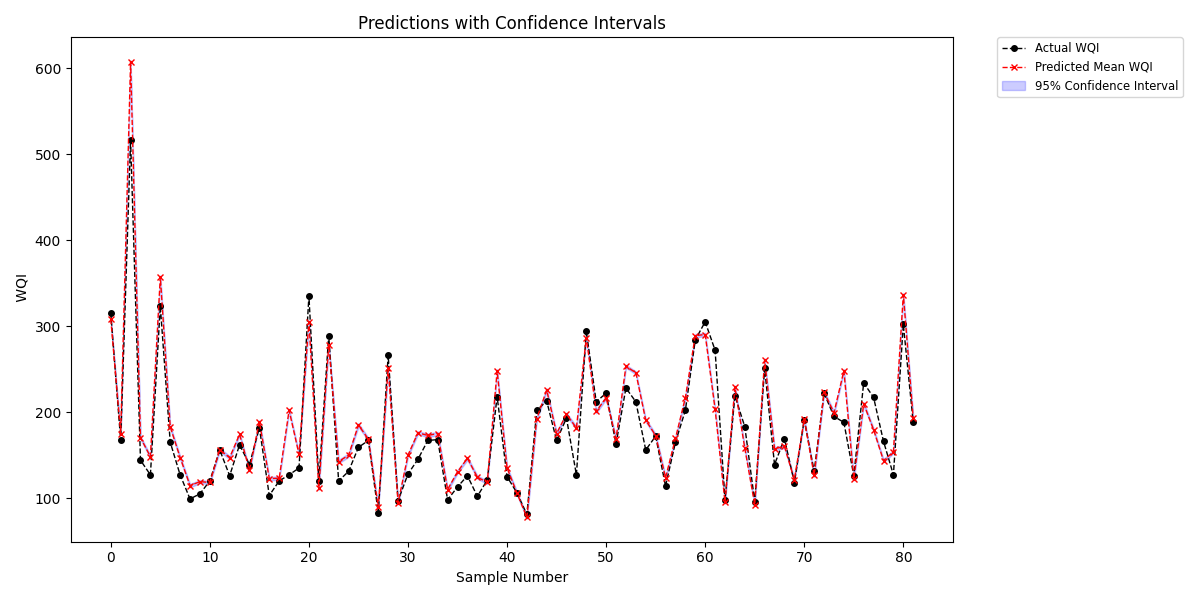 Predictions with Confidence Intervals
Actual WQI
Predicted Mean WQI
95% Confidence Interval
WQI
600
500
400
300
200
100
0 10 20 30 40 50 60 70 80
Sample Number